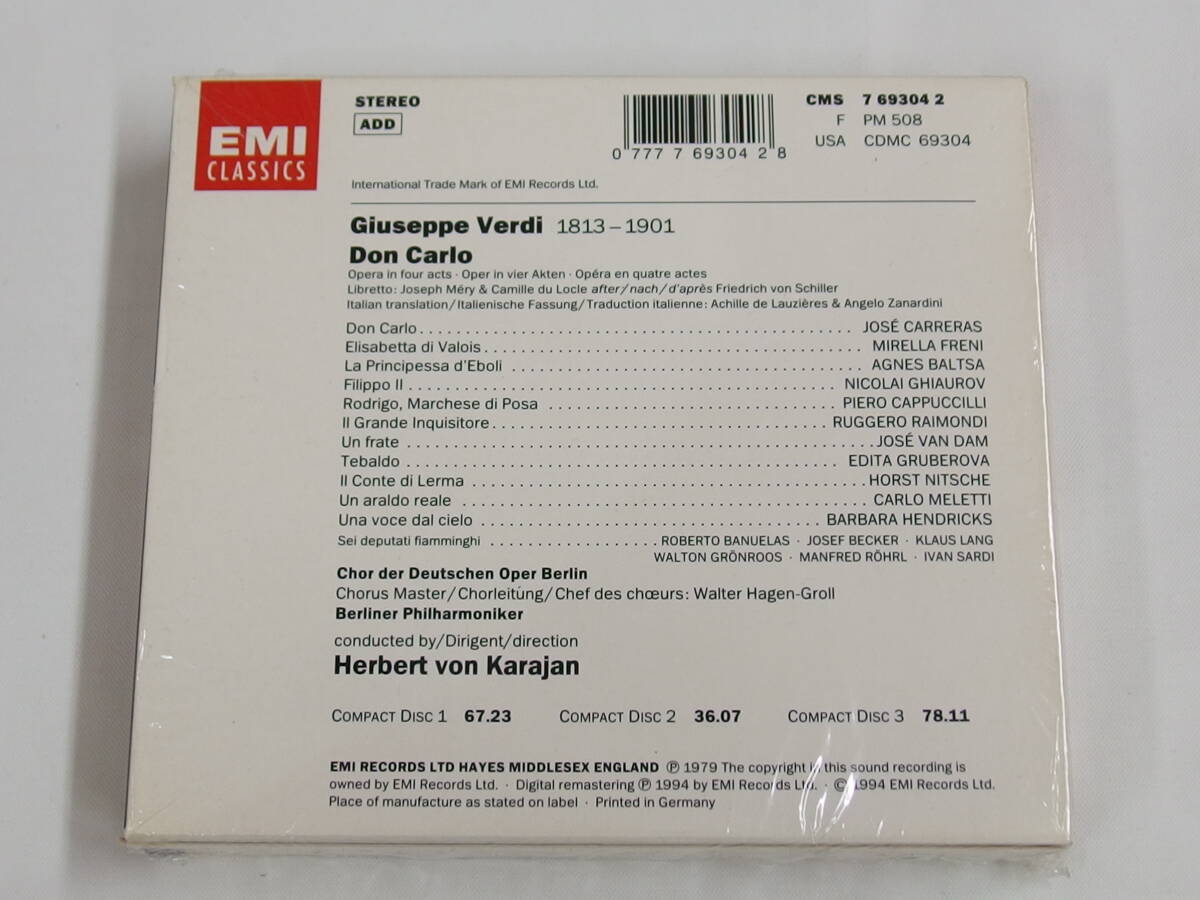 EMI
CLASSICS
STEREO
ADD
0 777 7 69304 2 8
CMS 7 69304 2
F PM 508
USA CDMC 69304
International Trade Mark of EMI Records Ltd.
Giuseppe Verdi 1813–1901
Don Carlo
Opera in four acts · Oper in vier Akten · Opéra en quatre actes
Libretto: Joseph Méry & Camille du Locle after/nach/d'après Friedrich von Schiller
Italian translation/Italienische Fassung/Traduction italienne: Achille de Lauzières & Angelo Zanardini
Don Carlo JOSÉ CARRERAS
Elisabetta di Valois MIRELLA FRENI
La Principessa d'Eboli AGNES BALTSA
Filippo II NICOLAI GHIAUROV
Rodrigo, Marchese di Posa PIERO CAPPUCCILLI
Il Grande Inquisitore RUGGERO RAIMONDI
Un frate JOSÉ VAN DAM
Tebaldo EDITA GRUBEROVA
Il Conte di Lerma HORST NITSCHE
Un araldo reale CARLO MELETTI
Una voce dal cielo BARBARA HENDRICKS
Sei deputati fiamminghi ROBERTO BANUELAS · JOSEF BECKER · KLAUS LANG
WALTON GRÖNROOS · MANFRED RÖHRL · IVAN SARDI
Chor der Deutschen Oper Berlin
Chorus Master/Chorleitung/Chef des chœurs: Walter Hagen-Groll
Berliner Philharmoniker
conducted by/Dirigent/direction
Herbert von Karajan
COMPACT DISC 1 67.23 COMPACT DISC 2 36.07 COMPACT DISC 3 78.11
EMI RECORDS LTD HAYES MIDDLESEX ENGLAND ℗ 1979 The copyright in this sound recording is
owned by EMI Records Ltd. · Digital remastering ℗ 1994 by EMI Records Ltd. · © 1994 EMI Records Ltd.
Place of manufacture as stated on label · Printed in Germany